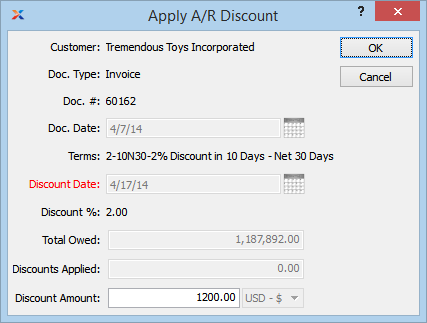 Apply A/R Discount ? ×
Customer: Tremendous Toys Incorporated OK
Doc. Type: Invoice Cancel
Doc. #: 60162
Doc. Date: 4/7/14
Terms: 2-10N30-2% Discount in 10 Days - Net 30 Days
Discount Date: 4/17/14
Discount %: 2.00
Total Owed: 1,187,892.00
Discounts Applied: 0.00
Discount Amount: 1200.00 USD - $